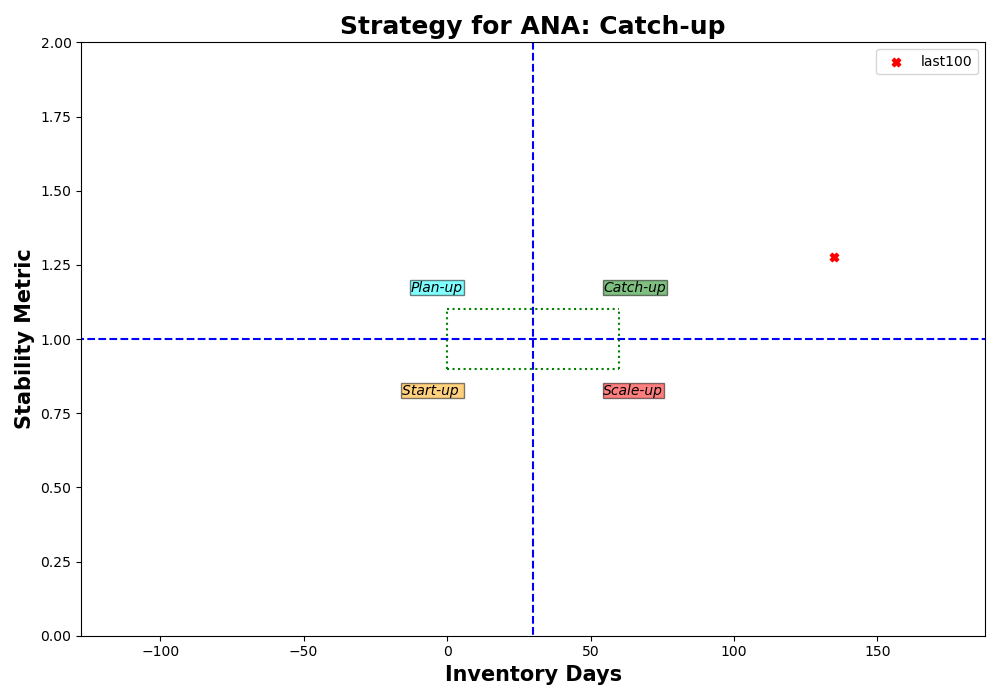 Strategy for ANA: Catch-up
last100
Stability Metric
2.00
1.75
1.50
1.25
1.00
0.75
0.50
0.25
0.00
Plan-up
Catch-up
Start-up
Scale-up
−100
−50
0
50
100
150
Inventory Days